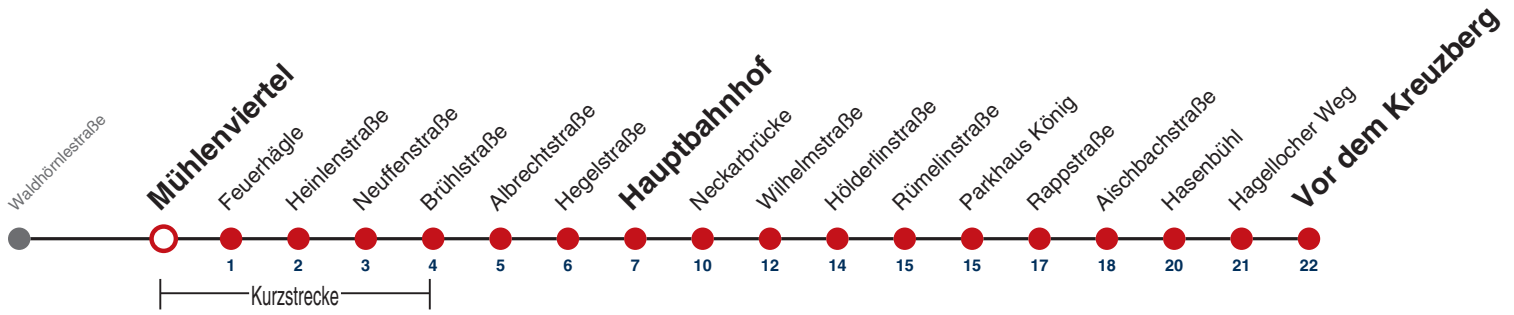 Waldhörnlestraße
Mühlenviertel
Feuerhägle
Heinlenstraße
Neuffenstraße
Brühlstraße
Albrechtstraße
Hegelstraße
Hauptbahnhof
Neckarbrücke
Wilhelmstraße
Hölderlinstraße
Rümelinstraße
Parkhaus König
Rappstraße
Aischbachstraße
Hasenbühl
Hagellocher Weg
Vor dem Kreuzberg
1 2 3 4 5 6 7 10 12 14 15 15 17 18 20 21 22
Kurzstrecke